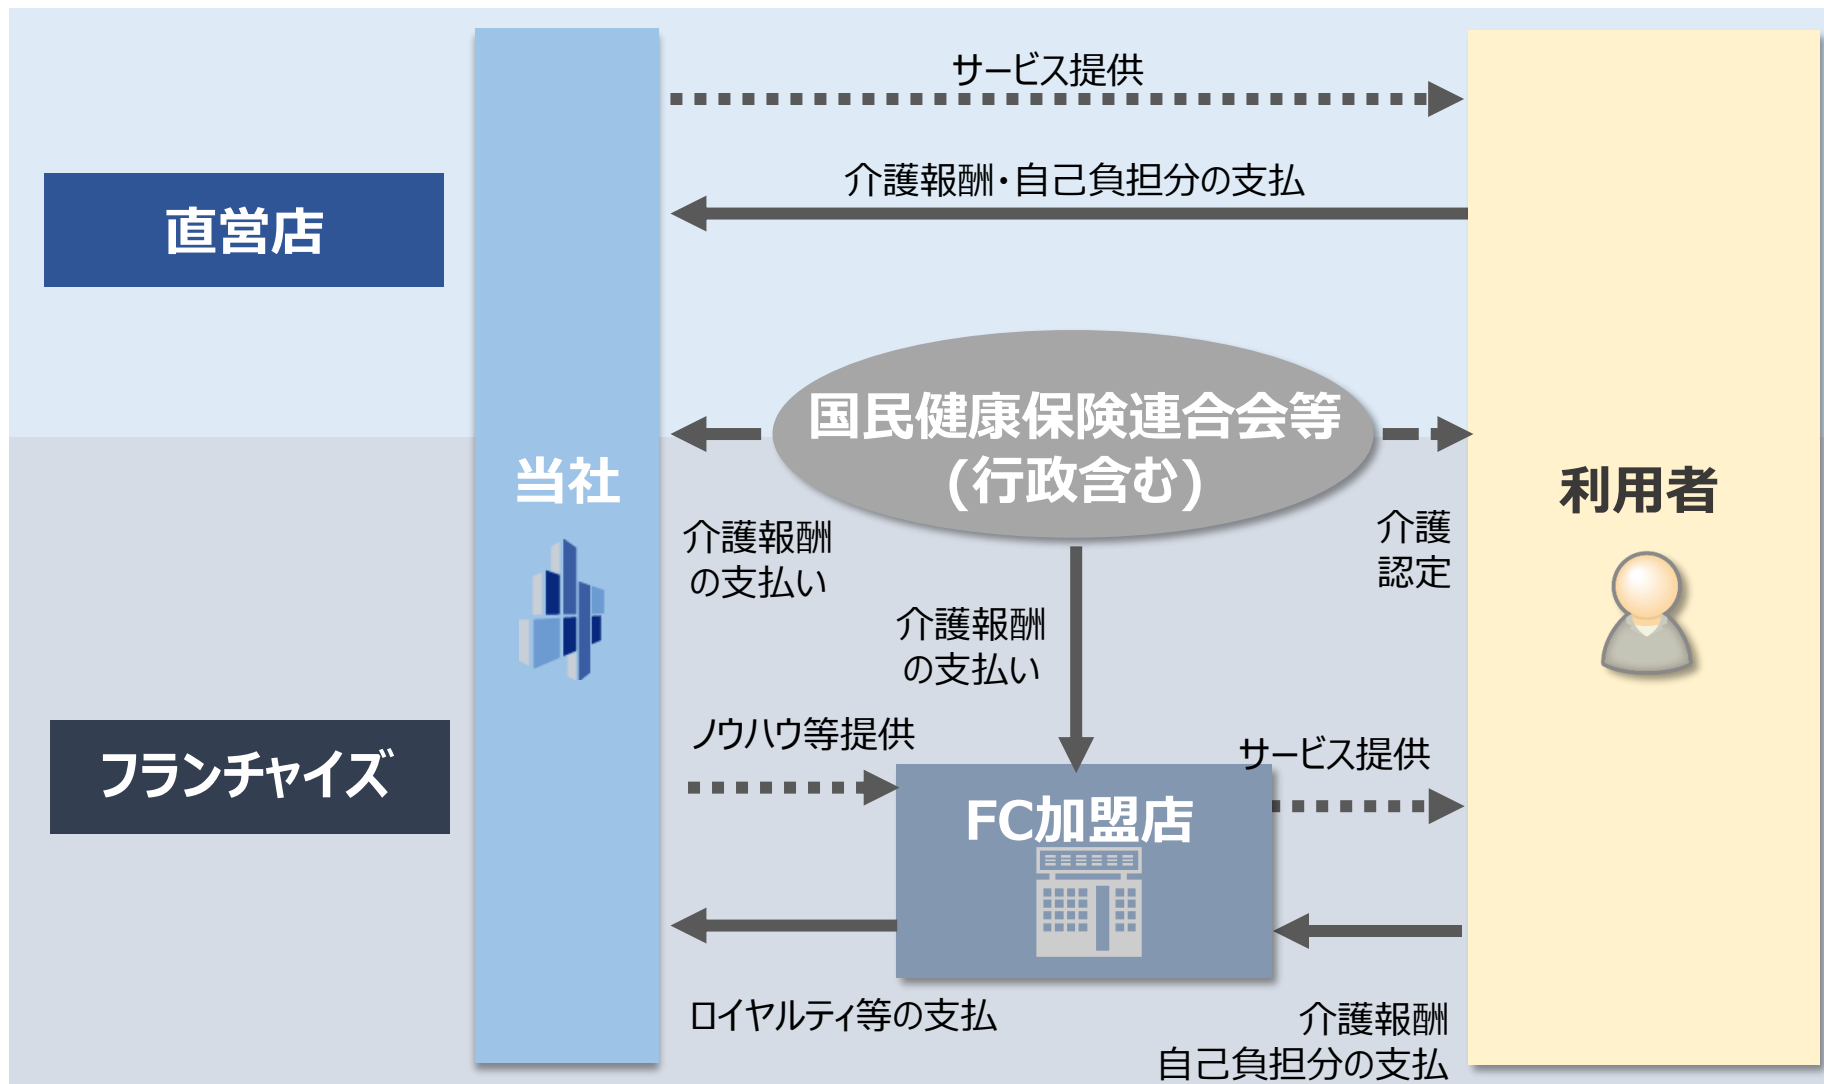 サービス提供
介護報酬・自己負担分の支払
直営店
国民健康保険連合会等
(行政含む)
当社
利用者
介護報酬
の支払い
介護
認定
介護報酬
の支払い
フランチャイズ
ノウハウ等提供
サービス提供
FC加盟店
ロイヤルティ等の支払
介護報酬
自己負担分の支払